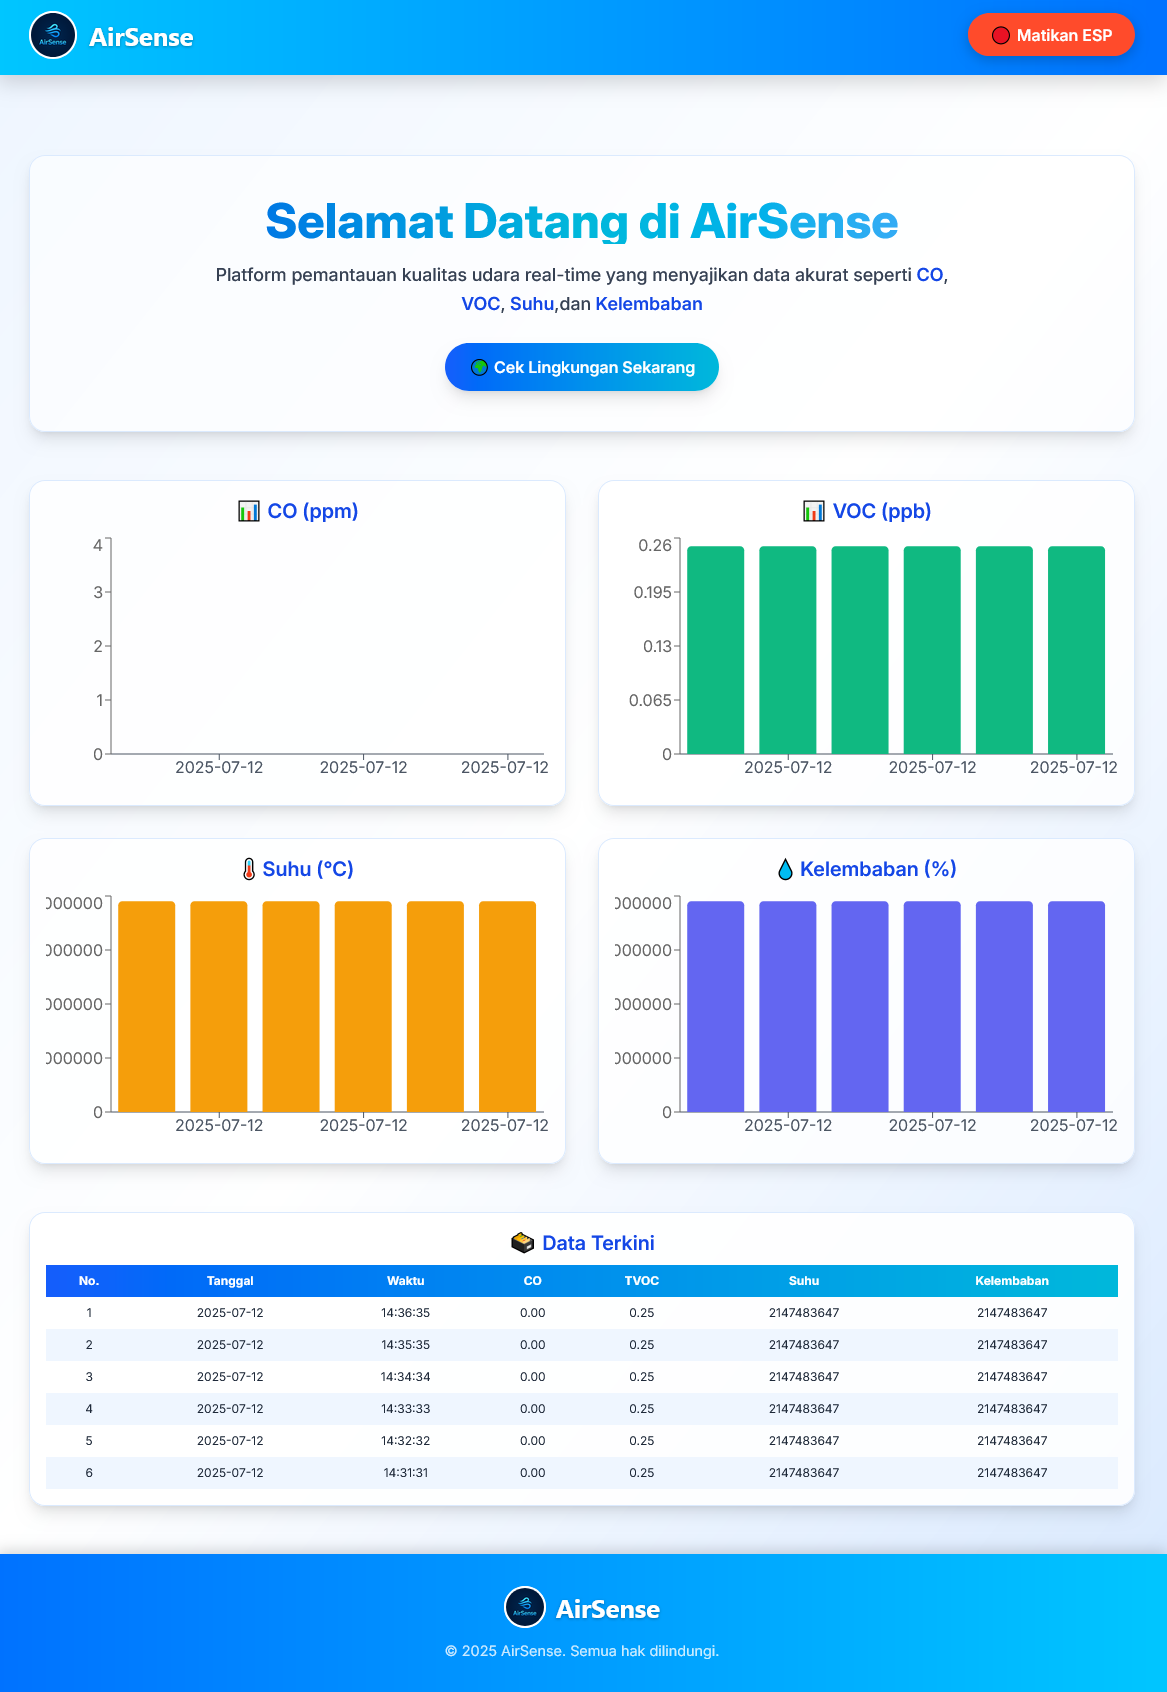 AirSense
AirSense
Matikan ESP
Selamat Datang di AirSense
Platform pemantauan kualitas udara real-time yang menyajikan data akurat seperti CO,
VOC, Suhu,dan Kelembaban
Cek Lingkungan Sekarang
CO (ppm)
4
3
2
1
0
2025-07-12 2025-07-12 2025-07-12
VOC (ppb)
0.26
0.195
0.13
0.065
0
2025-07-12 2025-07-12 2025-07-12
Suhu (°C)
000000
000000
000000
000000
0
2025-07-12 2025-07-12 2025-07-12
Kelembaban (%)
000000
000000
000000
000000
0
2025-07-12 2025-07-12 2025-07-12
Data Terkini
No. Tanggal Waktu CO TVOC Suhu Kelembaban
1 2025-07-12 14:36:35 0.00 0.25 2147483647 2147483647
2 2025-07-12 14:35:35 0.00 0.25 2147483647 2147483647
3 2025-07-12 14:34:34 0.00 0.25 2147483647 2147483647
4 2025-07-12 14:33:33 0.00 0.25 2147483647 2147483647
5 2025-07-12 14:32:32 0.00 0.25 2147483647 2147483647
6 2025-07-12 14:31:31 0.00 0.25 2147483647 2147483647
AirSense
AirSense
© 2025 AirSense. Semua hak dilindungi.